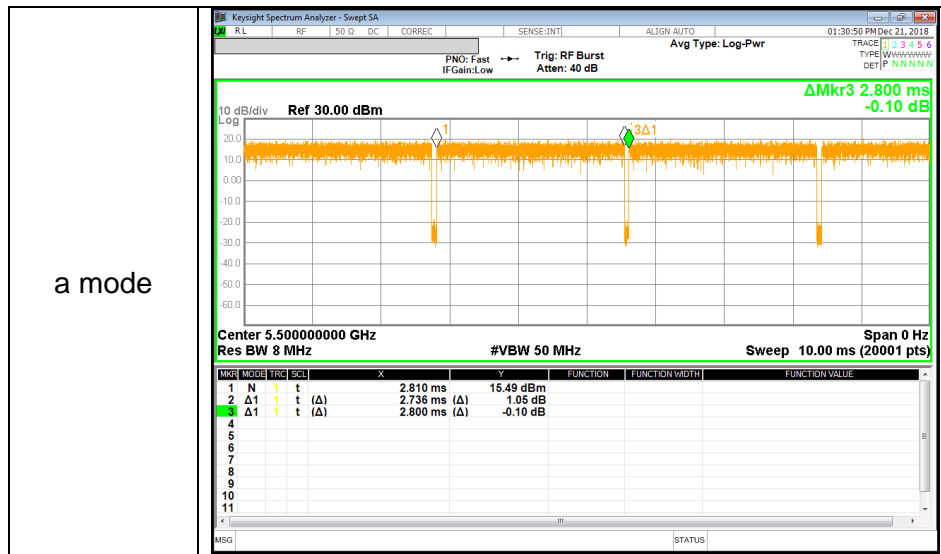 a mode
Keysight Spectrum Analyzer - Swept SA
LXI RL RF 50 Ω DC CORREC SENSE:INT ALIGN AUTO 01:30:50 PM Dec 21, 2018
Avg Type: Log-Pwr TRACE 1 2 3 4 5 6
PNO: Fast Trig: RF Burst TYPE WWWWWW
IFGain:Low Atten: 40 dB DET P N N N N N
ΔMkr3 2.800 ms
10 dB/div Ref 30.00 dBm -0.10 dB
Log
1 3Δ1
20.0
10.0
0.00
-10.0
-20.0
-30.0
-40.0
-50.0
-60.0
Center 5.500000000 GHz Span 0 Hz
Res BW 8 MHz #VBW 50 MHz Sweep 10.00 ms (20001 pts)
MKR MODE TRC SCL X Y FUNCTION FUNCTION WIDTH FUNCTION VALUE
1 N 1 t 2.810 ms 15.49 dBm
2 Δ1 1 t (Δ) 2.736 ms (Δ) 1.05 dB
3 Δ1 1 t (Δ) 2.800 ms (Δ) -0.10 dB
4
5
6
7
8
9
10
11
MSG STATUS